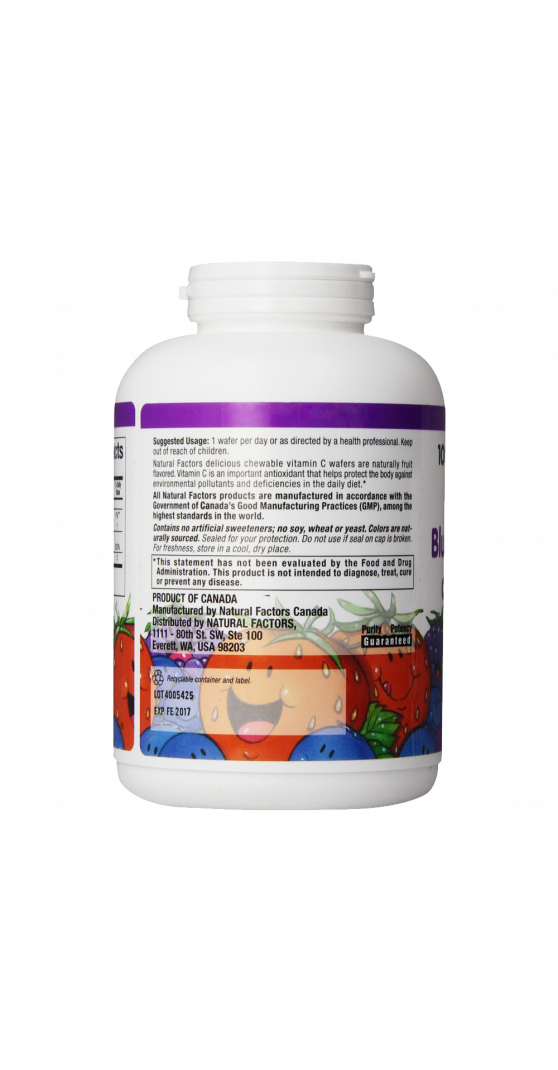 cts
Suggested Usage: 1 wafer per day or as directed by a health professional. Keep
out of reach of children.
Natural Factors delicious chewable vitamin C wafers are naturally fruit
flavored. Vitamin C is an important antioxidant that helps protect the body against
environmental pollutants and deficiencies in the daily diet.*
All Natural Factors products are manufactured in accordance with the
Government of Canada's Good Manufacturing Practices (GMP), among the
highest standards in the world.
Contains no artificial sweeteners; no soy, wheat or yeast. Colors are nat-
urally sourced. Sealed for your protection. Do not use if seal on cap is broken.
For freshness, store in a cool, dry place.
*This statement has not been evaluated by the Food and Drug
Administration. This product is not intended to diagnose, treat, cure
or prevent any disease.
PRODUCT OF CANADA
Manufactured by Natural Factors Canada
Distributed by NATURAL FACTORS,
1111 - 80th St. SW, Ste 100
Everett, WA, USA 98203
Purity Potency
Guaranteed
Recyclable container and label.
LOT4005425
EXP FE 2017
10
Blu